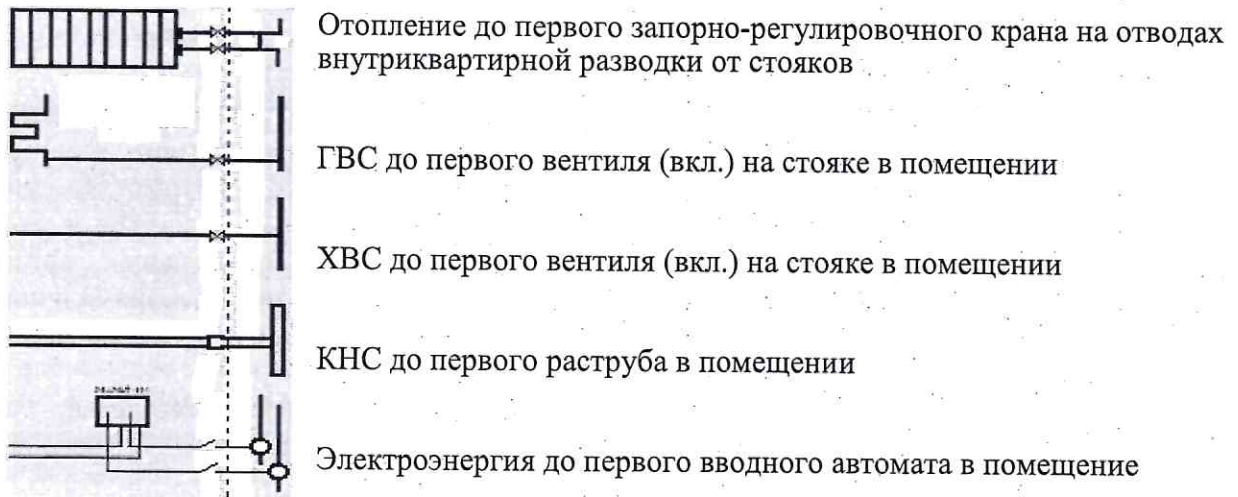 Отопление до первого запорно-регулировочного крана на отводах
внутриквартирной разводки от стояков
ГВС до первого вентиля (вкл.) на стояке в помещении
ХВС до первого вентиля (вкл.) на стояке в помещении
КНС до первого раструба в помещении
Электроэнергия до первого вводного автомата в помещение